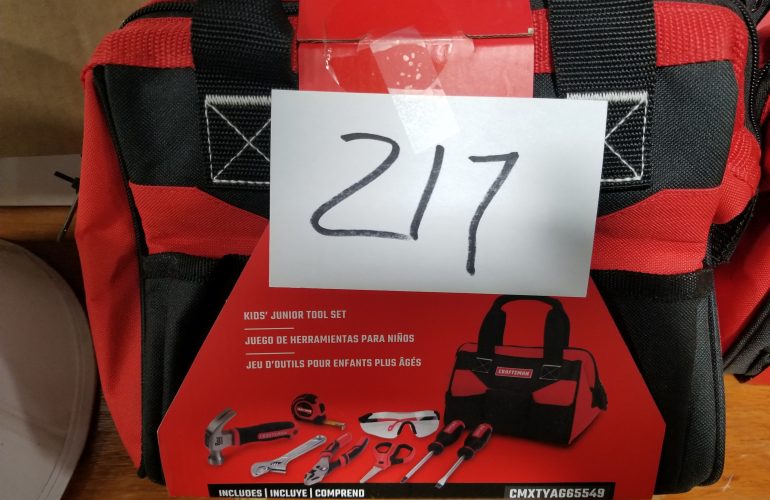 217
KIDS' JUNIOR TOOL SET
JUEGO DE HERRAMIENTAS PARA NIÑOS
JEU D'OUTILS POUR ENFANTS PLUS ÂGÉS
CRAFTSMAN
INCLUDES | INCLUYE | COMPREND
CMXTYAG65549